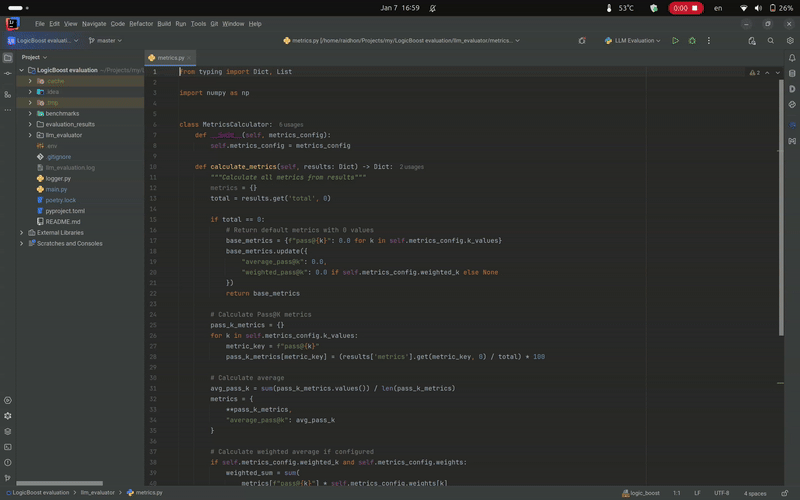 Jan 7 16:59
53°C
0:00
en
26%
File Edit View Navigate Code Refactor Build Run Tools Git Window Help
LogicBoost evaluation
master
metrics.py [/home/raidhon/Projects/my/LogicBoost evaluation/llm_evaluator/metrics...
LLM Evaluation
Project
metrics.py
LogicBoost evaluation ~/Projects/my/
.cache
.idea
.tmp
benchmarks
evaluation_results
llm_evaluator
.env
.gitignore
llm_evaluation.log
logger.py
main.py
poetry.lock
pyproject.toml
README.md
External Libraries
Scratches and Consoles
2
1 from typing import Dict, List
2
3 import numpy as np
4
5
6 class MetricsCalculator: 6 usages
7 def __init__(self, metrics_config):
8 self.metrics_config = metrics_config
9
10 def calculate_metrics(self, results: Dict) -> Dict: 2 usages
11 """Calculate all metrics from results"""
12 metrics = {}
13 total = results.get('total', 0)
14
15 if total == 0:
16 # Return default metrics with 0 values
17 base_metrics = {f"pass@{k}": 0.0 for k in self.metrics_config.k_values}
18 base_metrics.update({
19 "average_pass@k": 0.0,
20 "weighted_pass@k": 0.0 if self.metrics_config.weighted_k else None
21 })
22 return base_metrics
23
24 # Calculate Pass@K metrics
25 pass_k_metrics = {}
26 for k in self.metrics_config.k_values:
27 metric_key = f"pass@{k}"
28 pass_k_metrics[metric_key] = (results['metrics'].get(metric_key, 0) / total) * 100
29
30 # Calculate average
31 avg_pass_k = sum(pass_k_metrics.values()) / len(pass_k_metrics)
32 metrics = {
33 **pass_k_metrics,
34 "average_pass@k": avg_pass_k
35 }
36
37 # Calculate weighted average if configured
38 if self.metrics_config.weighted_k and self.metrics_config.weights:
39 weighted_sum = sum(
40 metrics[f"pass@{k}"] * self.metrics_config.weights[k]
LogicBoost evaluation > llm_evaluator > metrics.py
logic_boost 1:1 LF UTF-8 4 spaces